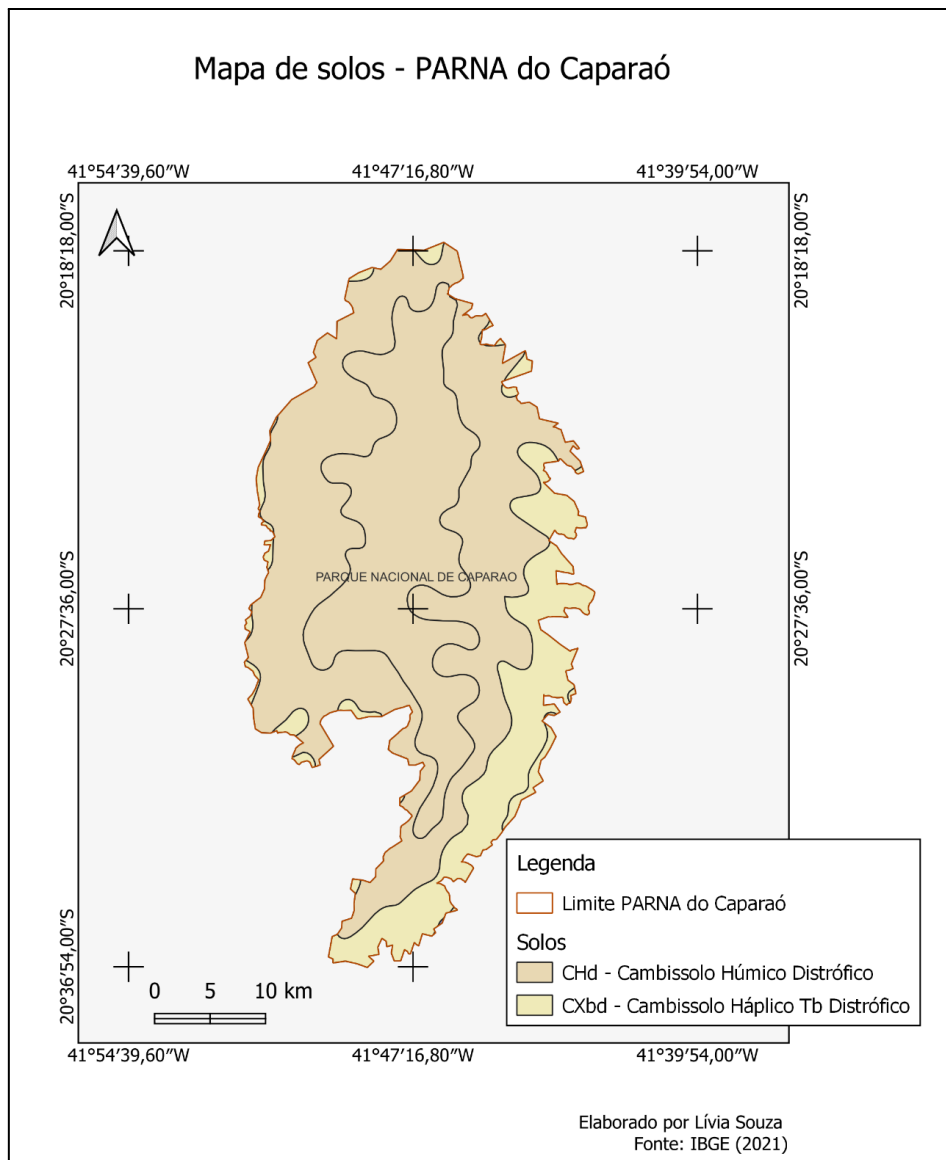 Mapa de solos - PARNA do Caparaó
41°54′39,60″W
41°47′16,80″W
41°39′54,00″W
20°18′18,00″S
20°18′18,00″S
PARQUE NACIONAL DE CAPARAO
20°27′36,00″S
20°27′36,00″S
Legenda
Limite PARNA do Caparaó
Solos
CHd - Cambissolo Húmico Distrófico
CXbd - Cambissolo Háplico Tb Distrófico
20°36′54,00″S
0 5 10 km
41°54′39,60″W
41°47′16,80″W
41°39′54,00″W
Elaborado por Lívia Souza
Fonte: IBGE (2021)